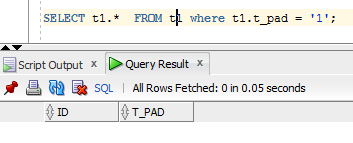 SELECT t1.*  FROM t1 where t1.t_pad = '1';
Script Output x Query Result x
SQL | All Rows Fetched: 0 in 0.05 seconds
ID T_PAD